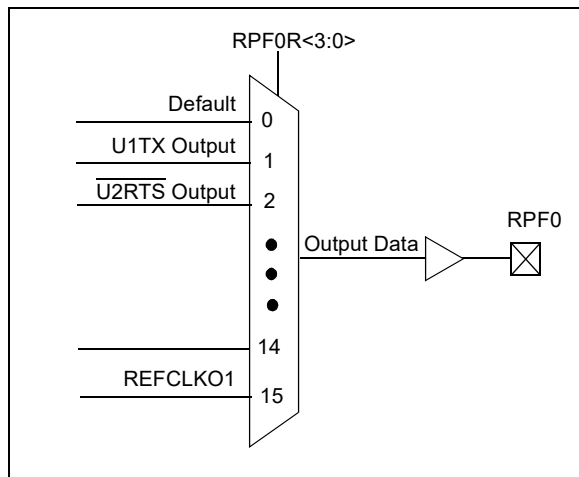 RPF0R<3:0>
Default
0
U1TX Output
1
U2RTS Output
2
Output Data
RPF0
14
REFCLKO1
15